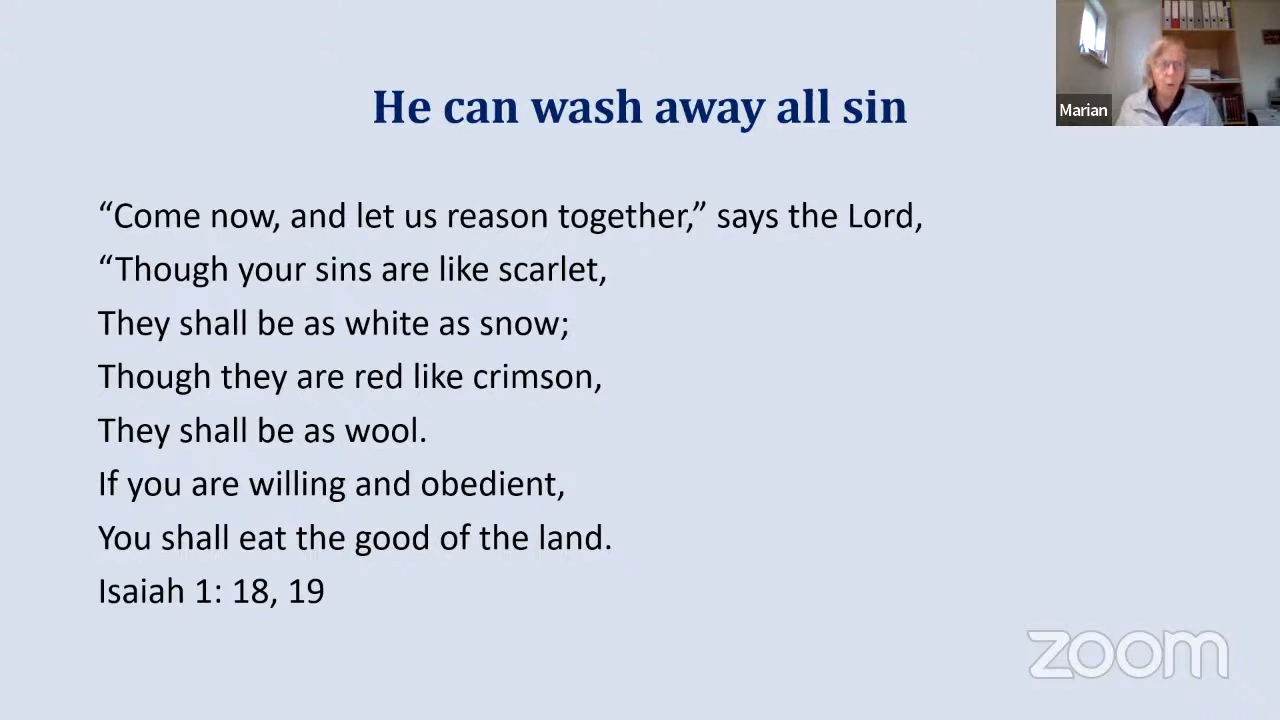 He can wash away all sin
Marian
“Come now, and let us reason together,” says the Lord,
“Though your sins are like scarlet,
They shall be as white as snow;
Though they are red like crimson,
They shall be as wool.
If you are willing and obedient,
You shall eat the good of the land.
Isaiah 1: 18, 19
zoom